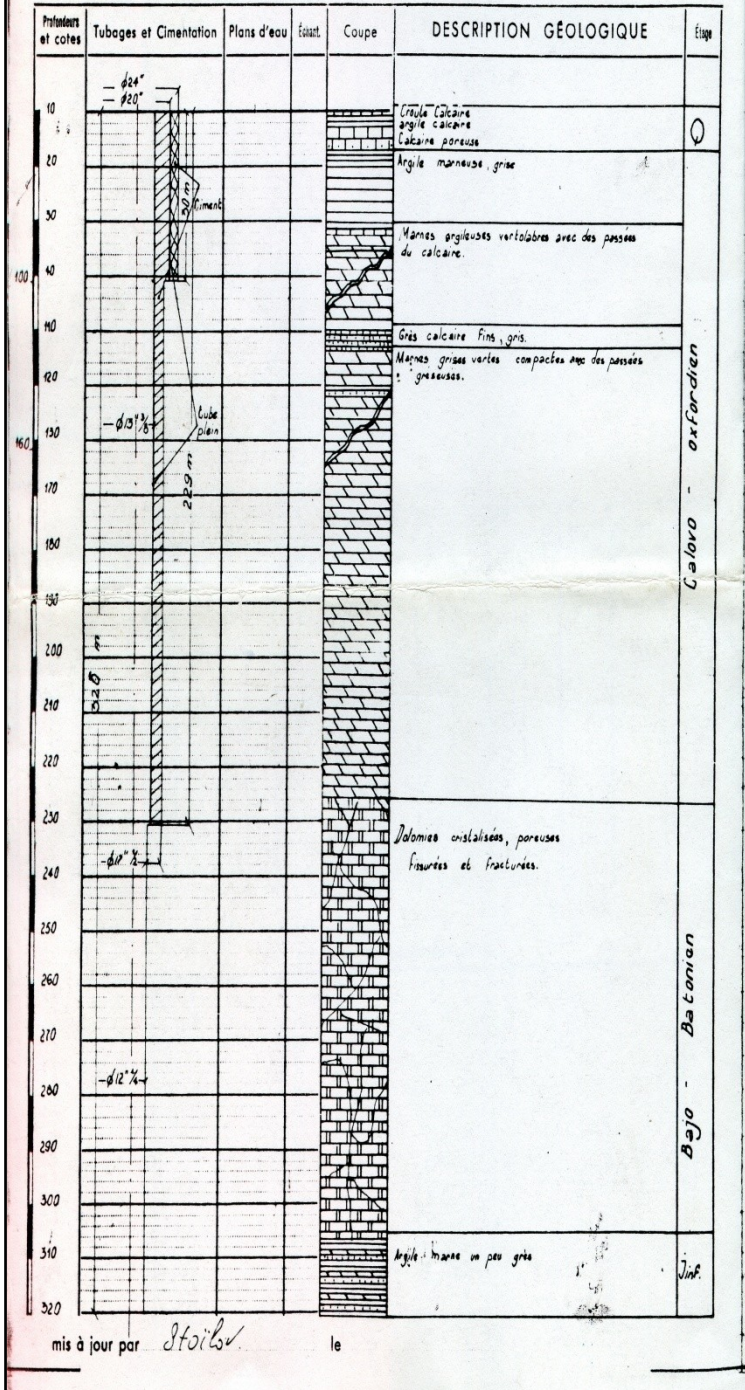 Profondeurs et cotes
Tubages et Cimentation
Plans d'eau
Échant.
Coupe
DESCRIPTION GÉOLOGIQUE
Étage
ϕ24"
ϕ20"
10
20
30
100
40
110
120
160
130
170
180
190
200
210
220
230
240
250
260
270
280
290
300
310
320
30 m
Ciment
tube
plein
-ϕ13" 3/8
229 m
328 m
-ϕ17" 1/2
-ϕ12" 1/4
Croute Calcaire
argile calcaire
Calcaire poreuse
Q
Argile marneuse, grise
Marnes argileuses vertolabres avec des passées
du calcaire.
Grès calcaire Fins, gris.
Marnes grises vertes compactes avec des passées
greseuses.
Calovo - oxfordien
Dolomies cristalisées, poreuses
fissurées et fracturées.
Bajo - Batonien
Argile marne un peu grès
Jinf.
mis à jour par Stoilov.
le